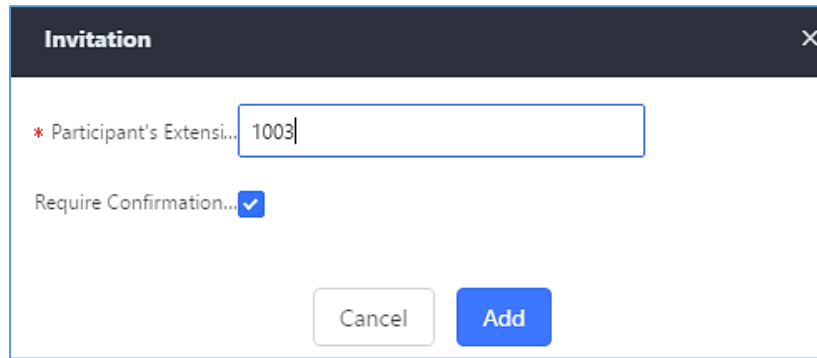 Invitation
* Participant's Extensi... 1003
Require Confirmation...
Cancel Add